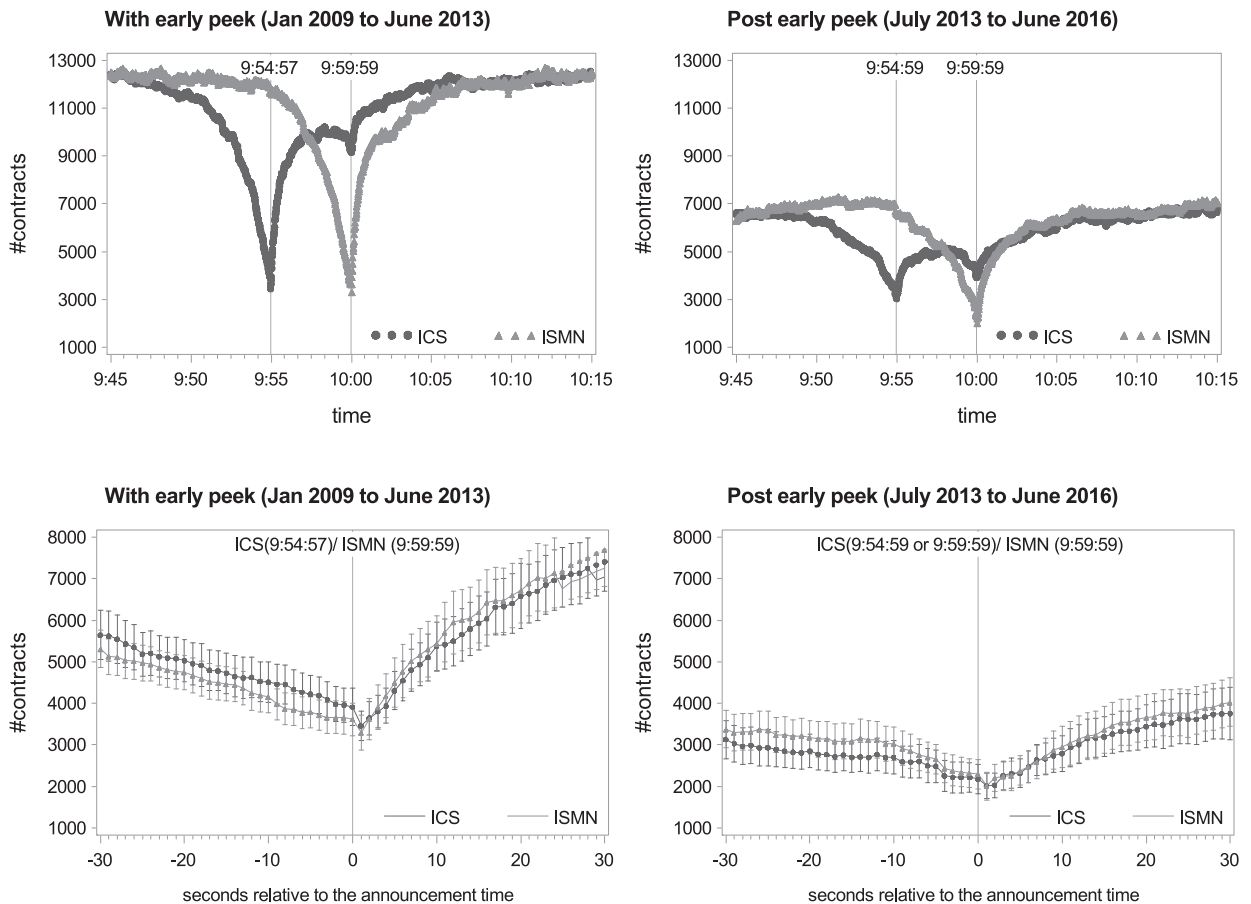 With early peek (Jan 2009 to June 2013)
13000
11000
9000
7000
5000
3000
1000
#contracts
9:54:57
9:59:59
ICS
ISMN
9:45
9:50
9:55
10:00
10:05
10:10
10:15
time
Post early peek (July 2013 to June 2016)
13000
11000
9000
7000
5000
3000
1000
#contracts
9:54:59
9:59:59
ICS
ISMN
9:45
9:50
9:55
10:00
10:05
10:10
10:15
time
With early peek (Jan 2009 to June 2013)
8000
7000
6000
5000
4000
3000
2000
1000
#contracts
ICS(9:54:57)/ ISMN (9:59:59)
ICS
ISMN
-30
-20
-10
0
10
20
30
seconds relative to the announcement time
Post early peek (July 2013 to June 2016)
8000
7000
6000
5000
4000
3000
2000
1000
#contracts
ICS(9:54:59 or 9:59:59)/ ISMN (9:59:59)
ICS
ISMN
-30
-20
-10
0
10
20
30
seconds relative to the announcement time